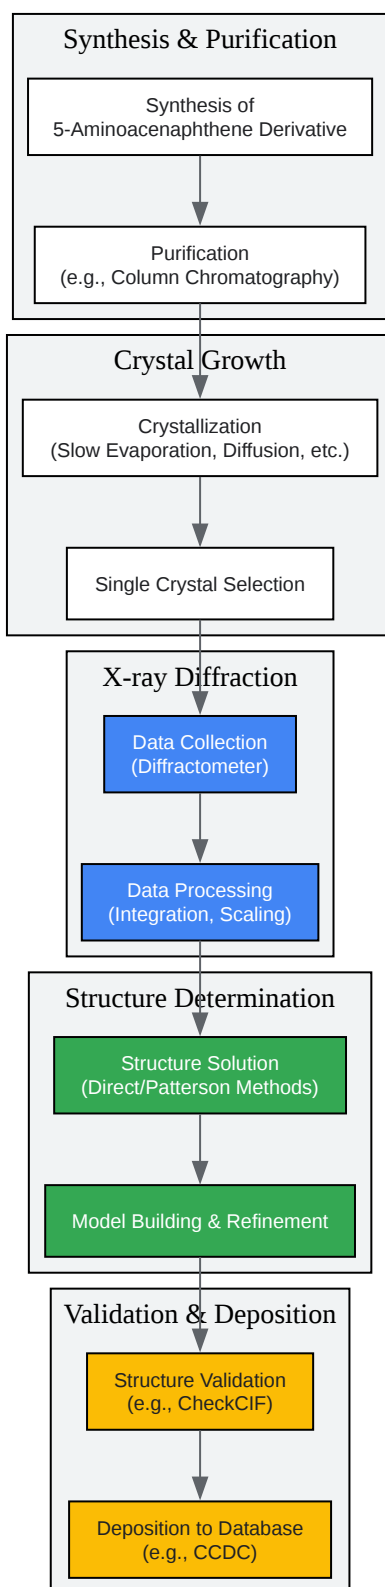 Synthesis & Purification
Synthesis of
5-Aminoacenaphthene Derivative
Purification
(e.g., Column Chromatography)
Crystal Growth
Crystallization
(Slow Evaporation, Diffusion, etc.)
Single Crystal Selection
X-ray Diffraction
Data Collection
(Diffractometer)
Data Processing
(Integration, Scaling)
Structure Determination
Structure Solution
(Direct/Patterson Methods)
Model Building & Refinement
Validation & Deposition
Structure Validation
(e.g., CheckCIF)
Deposition to Database
(e.g., CCDC)